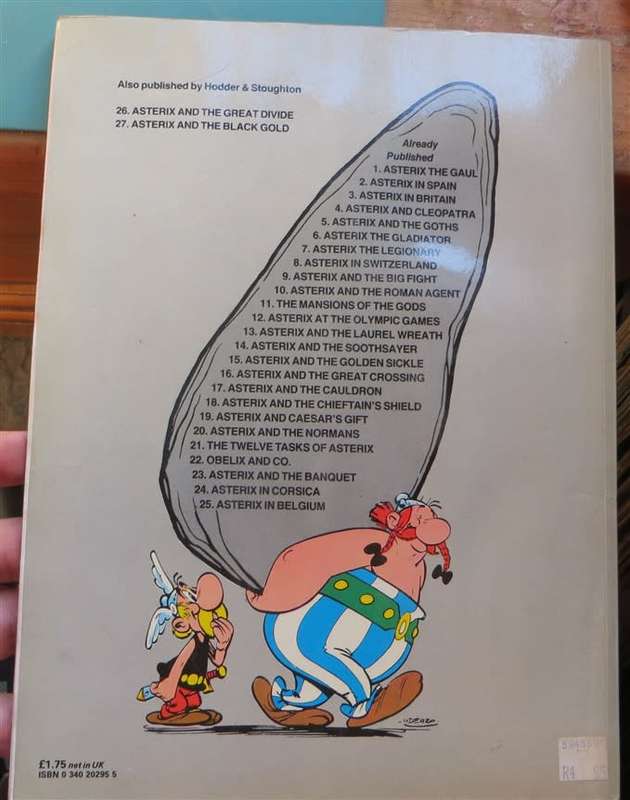 Also published by Hodder & Stoughton
26. ASTERIX AND THE GREAT DIVIDE
27. ASTERIX AND THE BLACK GOLD
Already
Published
1. ASTERIX THE GAUL
2. ASTERIX IN SPAIN
3. ASTERIX IN BRITAIN
4. ASTERIX AND CLEOPATRA
5. ASTERIX AND THE GOTHS
6. ASTERIX THE GLADIATOR
7. ASTERIX THE LEGIONARY
8. ASTERIX IN SWITZERLAND
9. ASTERIX AND THE BIG FIGHT
10. ASTERIX AND THE ROMAN AGENT
11. THE MANSIONS OF THE GODS
12. ASTERIX AT THE OLYMPIC GAMES
13. ASTERIX AND THE LAUREL WREATH
14. ASTERIX AND THE SOOTHSAYER
15. ASTERIX AND THE GOLDEN SICKLE
16. ASTERIX AND THE GREAT CROSSING
17. ASTERIX AND THE CAULDRON
18. ASTERIX AND THE CHIEFTAIN'S SHIELD
19. ASTERIX AND CAESAR'S GIFT
20. ASTERIX AND THE NORMANS
21. THE TWELVE TASKS OF ASTERIX
22. OBELIX AND CO.
23. ASTERIX AND THE BANQUET
24. ASTERIX IN CORSICA
25. ASTERIX IN BELGIUM
UDERZO
£1.75 net in UK
ISBN 0 340 20295 5
R4